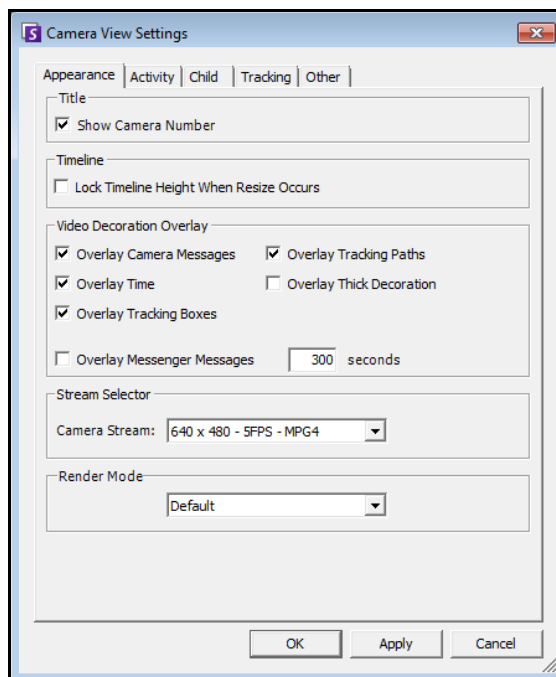 S Camera View Settings
Appearance Activity Child Tracking Other
Title
Show Camera Number
Timeline
Lock Timeline Height When Resize Occurs
Video Decoration Overlay
Overlay Camera Messages Overlay Tracking Paths
Overlay Time Overlay Thick Decoration
Overlay Tracking Boxes
Overlay Messenger Messages 300 seconds
Stream Selector
Camera Stream: 640 x 480 - 5FPS - MPG4
Render Mode
Default
OK Apply Cancel